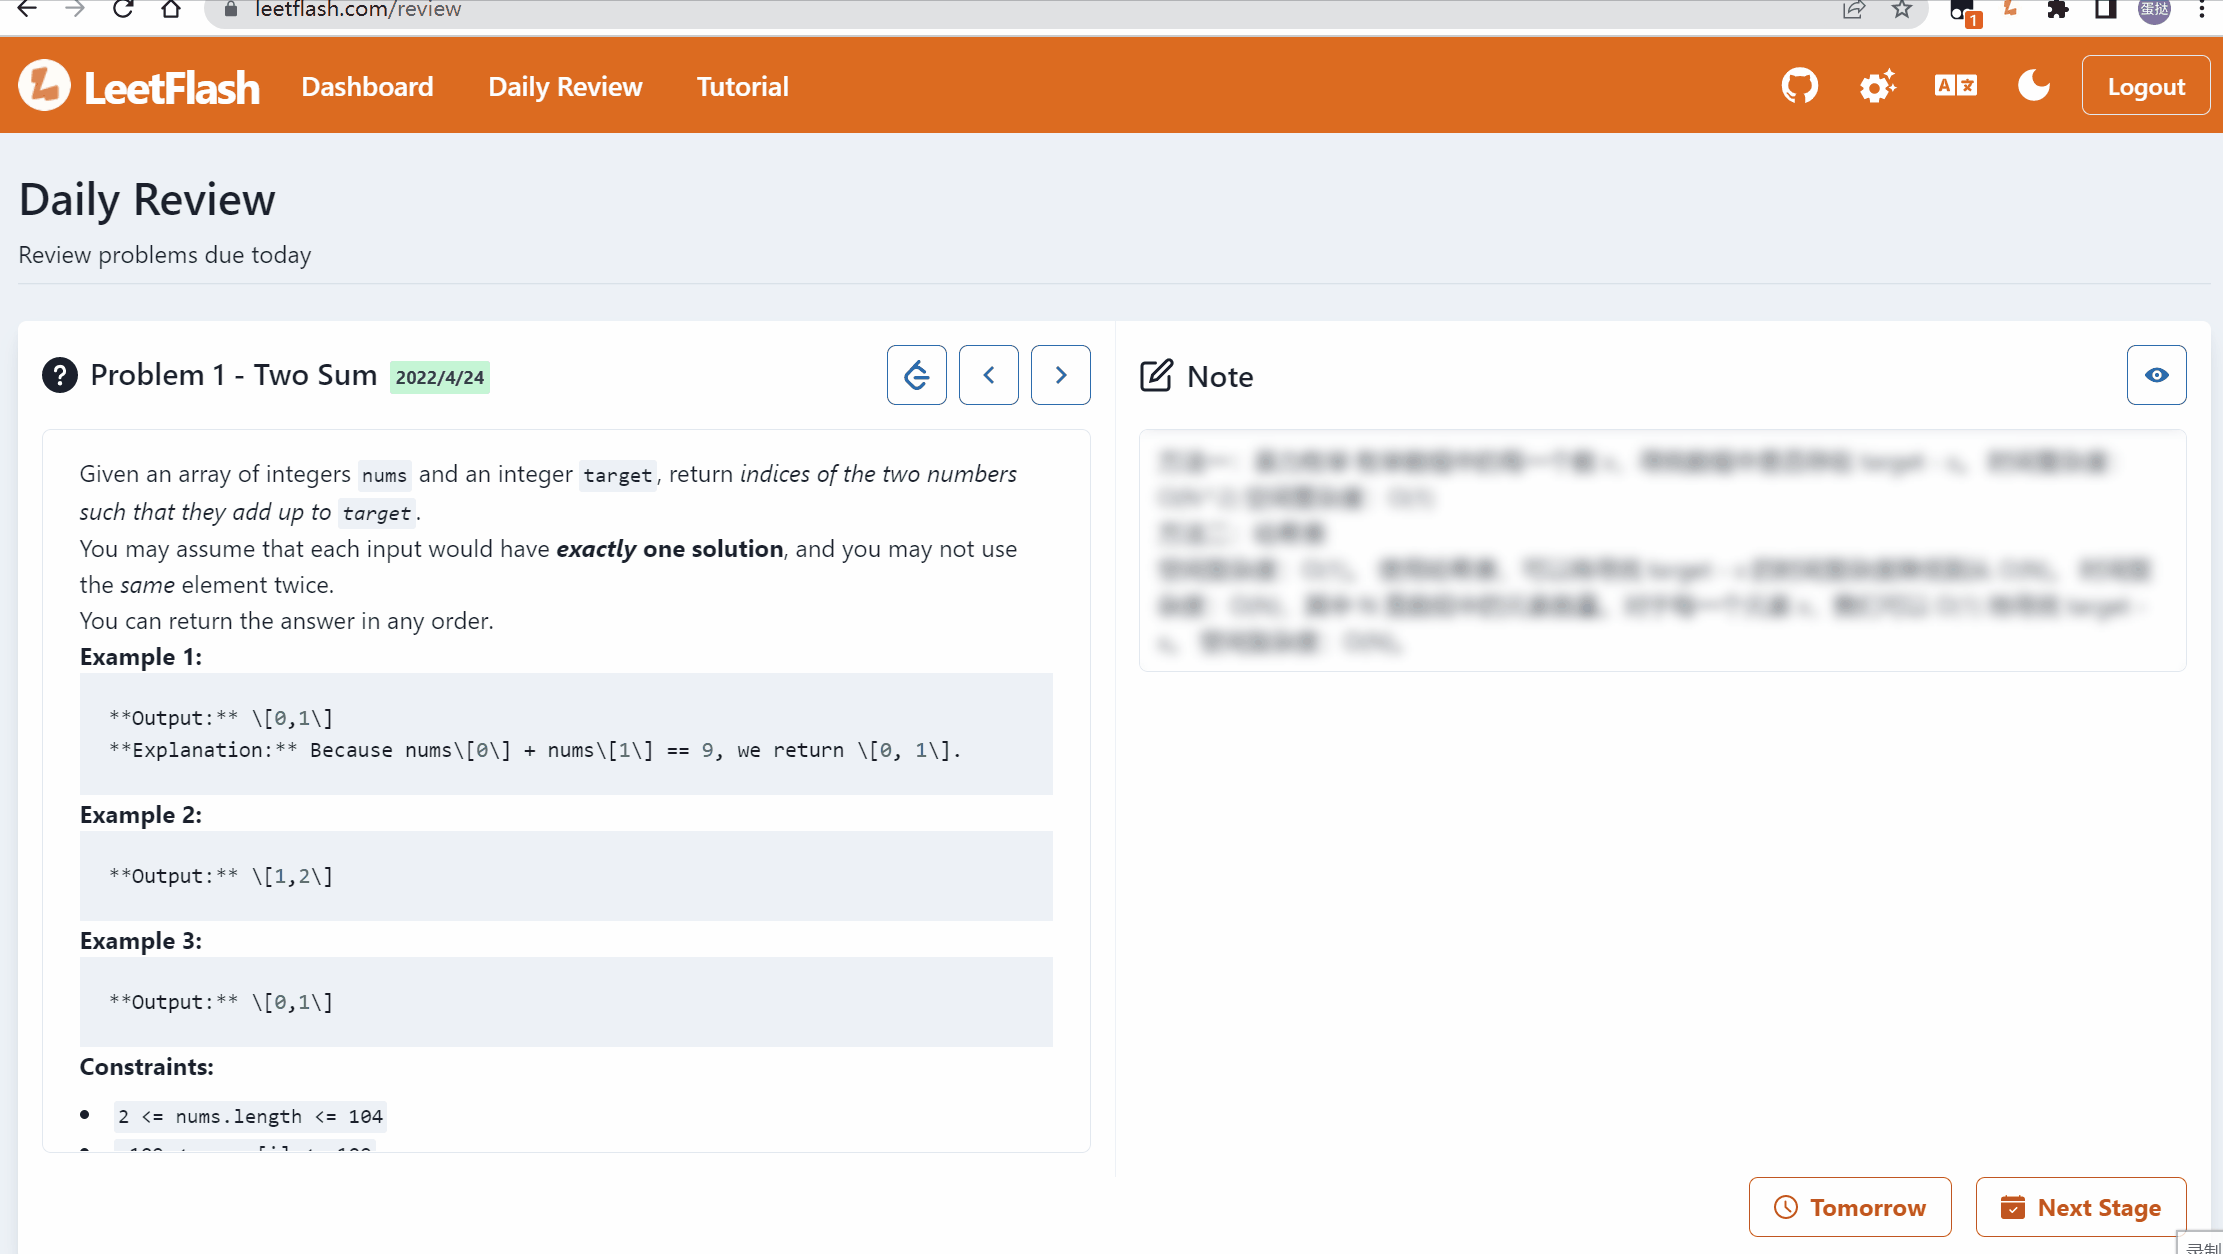 leetflash.com/review
1
蛋挞
LeetFlash
Dashboard
Daily Review
Tutorial
Logout
Daily Review
Review problems due today
Problem 1 - Two Sum 2022/4/24
Given an array of integers nums and an integer target, return indices of the two numbers
such that they add up to target.
You may assume that each input would have exactly one solution, and you may not use
the same element twice.
You can return the answer in any order.
Example 1:
**Output:** \[0,1\]
**Explanation:** Because nums\[0\] + nums\[1\] == 9, we return \[0, 1\].
Example 2:
**Output:** \[1,2\]
Example 3:
**Output:** \[0,1\]
Constraints:
2 <= nums.length <= 104
Note
Tomorrow
Next Stage